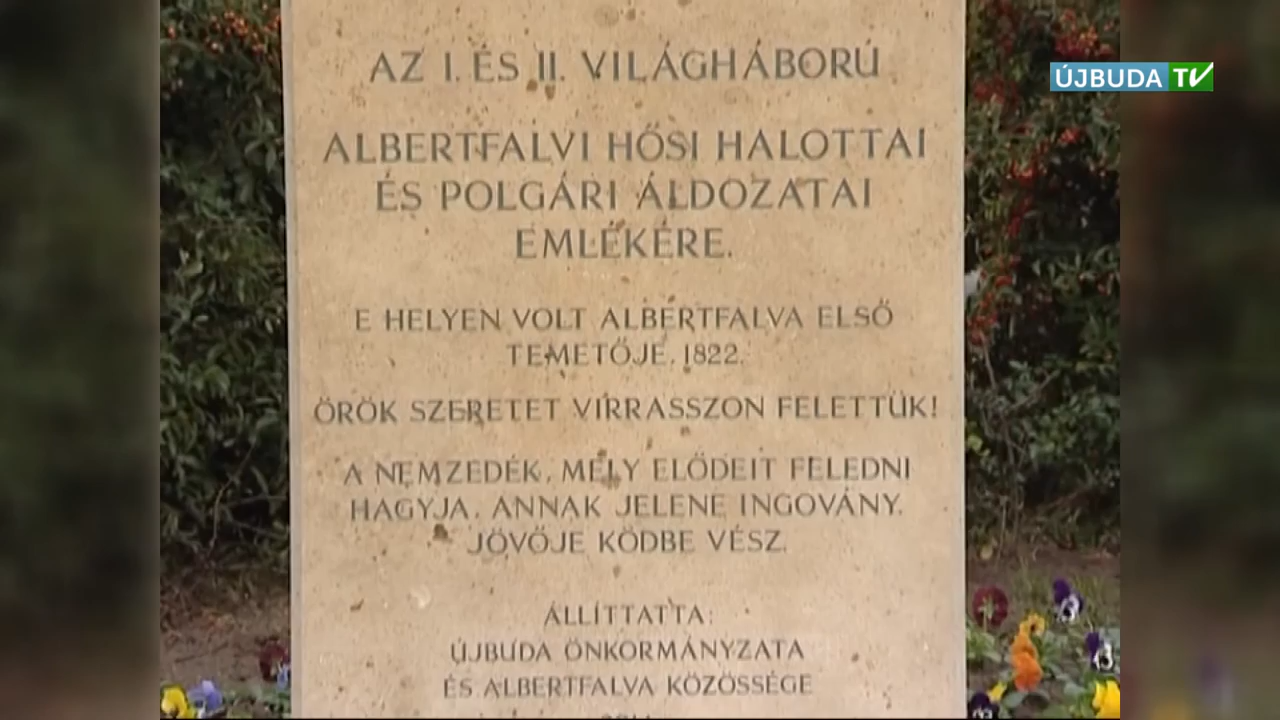 AZ I. ÉS II. VILÁGHÁBORÚ
ALBERTFALVI HŐSI HALOTTAI
ÉS POLGÁRI ÁLDOZATAI
EMLÉKÉRE.
E HELYEN VOLT ALBERTFALVA ELSŐ
TEMETŐJE, 1822.
ÖRÖK SZERETET VIRRASSZON FELETTÜK!
A NEMZEDÉK, MELY ELŐDEIT FELEDNI
HAGYJA, ANNAK JELENE INGOVÁNY,
JÖVŐJE KÖDBE VÉSZ.
ÁLLÍTTATTA:
ÚJBUDA ÖNKORMÁNYZATA
ÉS ALBERTFALVA KÖZÖSSÉGE
ÚJBUDA TV